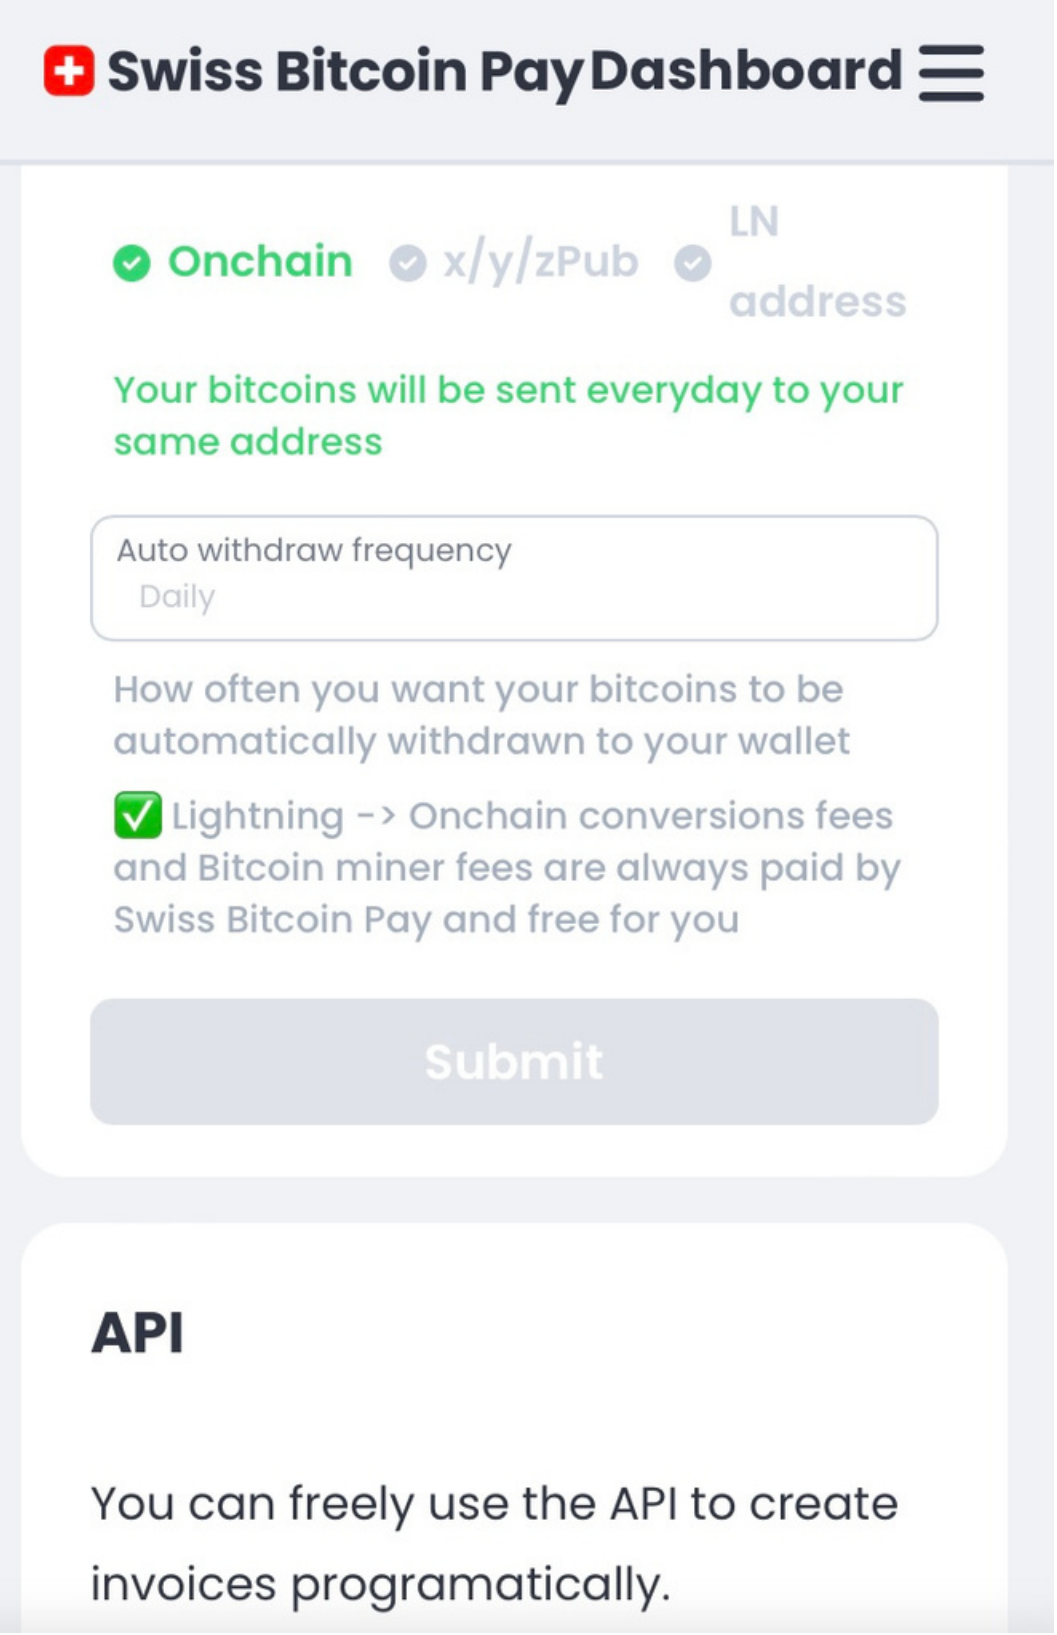 Swiss Bitcoin Pay Dashboard
Onchain x/y/zPub LN address
Your bitcoins will be sent everyday to your
same address
Auto withdraw frequency
Daily
How often you want your bitcoins to be
automatically withdrawn to your wallet
✅ Lightning -> Onchain conversions fees
and Bitcoin miner fees are always paid by
Swiss Bitcoin Pay and free for you
Submit
API
You can freely use the API to create
invoices programatically.